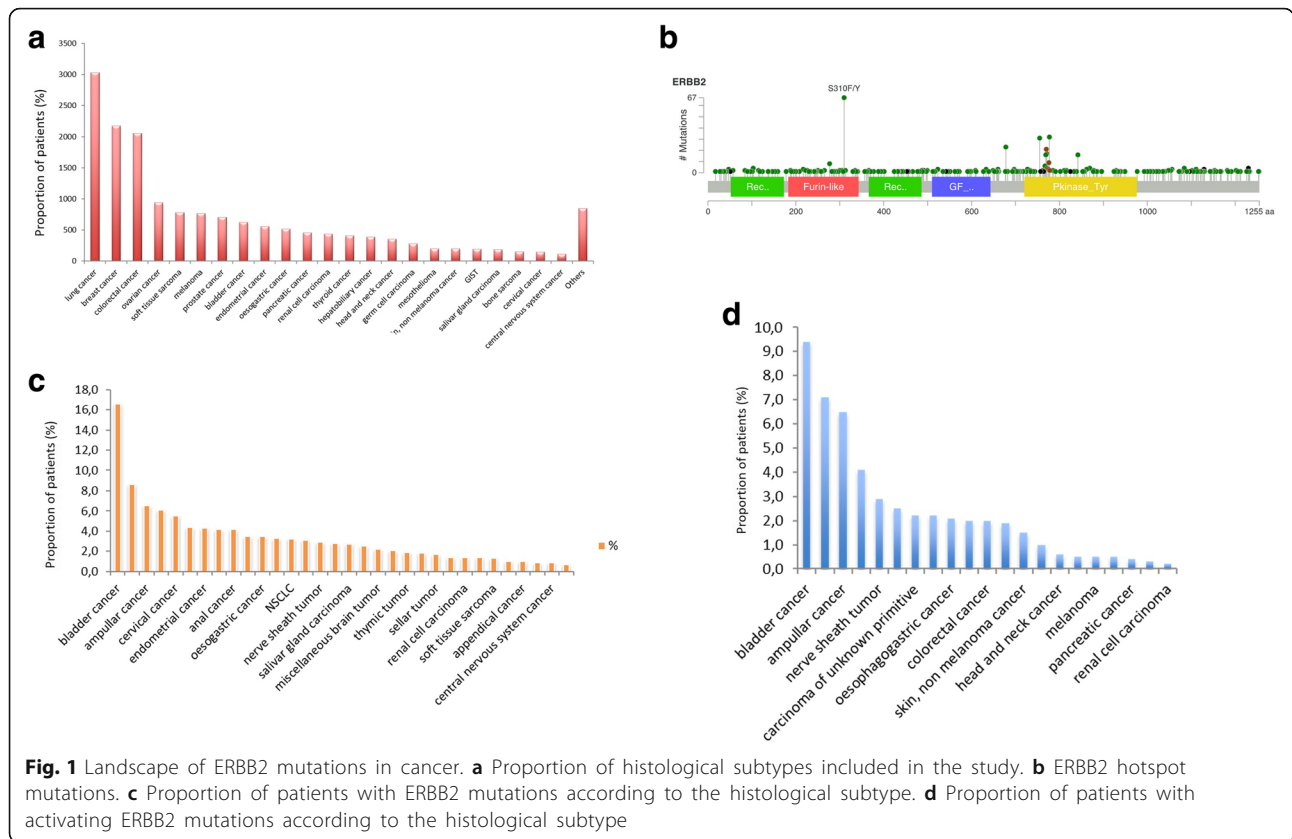 a
Proportion of patients (%)
3500
3000
2500
2000
1500
1000
500
0
lung cancer
breast cancer
colorectal cancer
ovarian cancer
soft tissue sarcoma
melanoma
prostate cancer
bladder cancer
endometrial cancer
oesogastric cancer
pancreatic cancer
renal cell carcinoma
thyroid cancer
hepatobiliary cancer
head and neck cancer
germ cell carcinoma
mesothelioma
in, non melanoma cancer
GIST
salivar gland carcinoma
bone sarcoma
cervical cancer
central nervous system cancer
Others
b
ERBB2
S310F/Y
# Mutations
67
0
Rec..
Furin-like
Rec..
GF_..
Pkinase_Tyr
0 200 400 600 800 1000 1255 aa
c
Proportion of patients (%)
18,0
16,0
14,0
12,0
10,0
8,0
6,0
4,0
2,0
0,0
bladder cancer
ampullar cancer
cervical cancer
endometrial cancer
anal cancer
oesogastric cancer
NSCLC
nerve sheath tumor
salivar gland carcinoma
miscellaneous brain tumor
thymic tumor
sellar tumor
renal cell carcinoma
soft tissue sarcoma
appendical cancer
central nervous system cancer
%
d
Proportion of patients (%)
10,0
9,0
8,0
7,0
6,0
5,0
4,0
3,0
2,0
1,0
0,0
bladder cancer
ampullar cancer
nerve sheath tumor
carcinoma of unknown primitive
oesophagogastric cancer
colorectal cancer
skin, non melanoma cancer
head and neck cancer
melanoma
pancreatic cancer
renal cell carcinoma
Fig. 1 Landscape of ERBB2 mutations in cancer. a Proportion of histological subtypes included in the study. b ERBB2 hotspot
mutations. c Proportion of patients with ERBB2 mutations according to the histological subtype. d Proportion of patients with
activating ERBB2 mutations according to the histological subtype